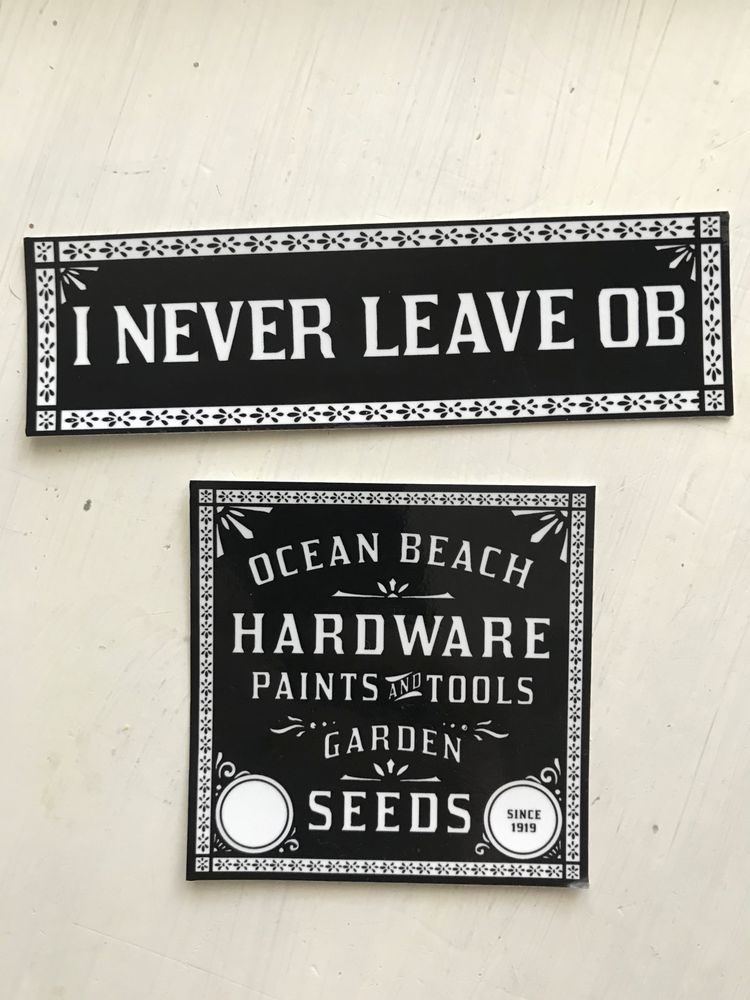 I NEVER LEAVE OB
OCEAN BEACH
HARDWARE
PAINTS AND TOOLS
GARDEN
SEEDS
SINCE
1919